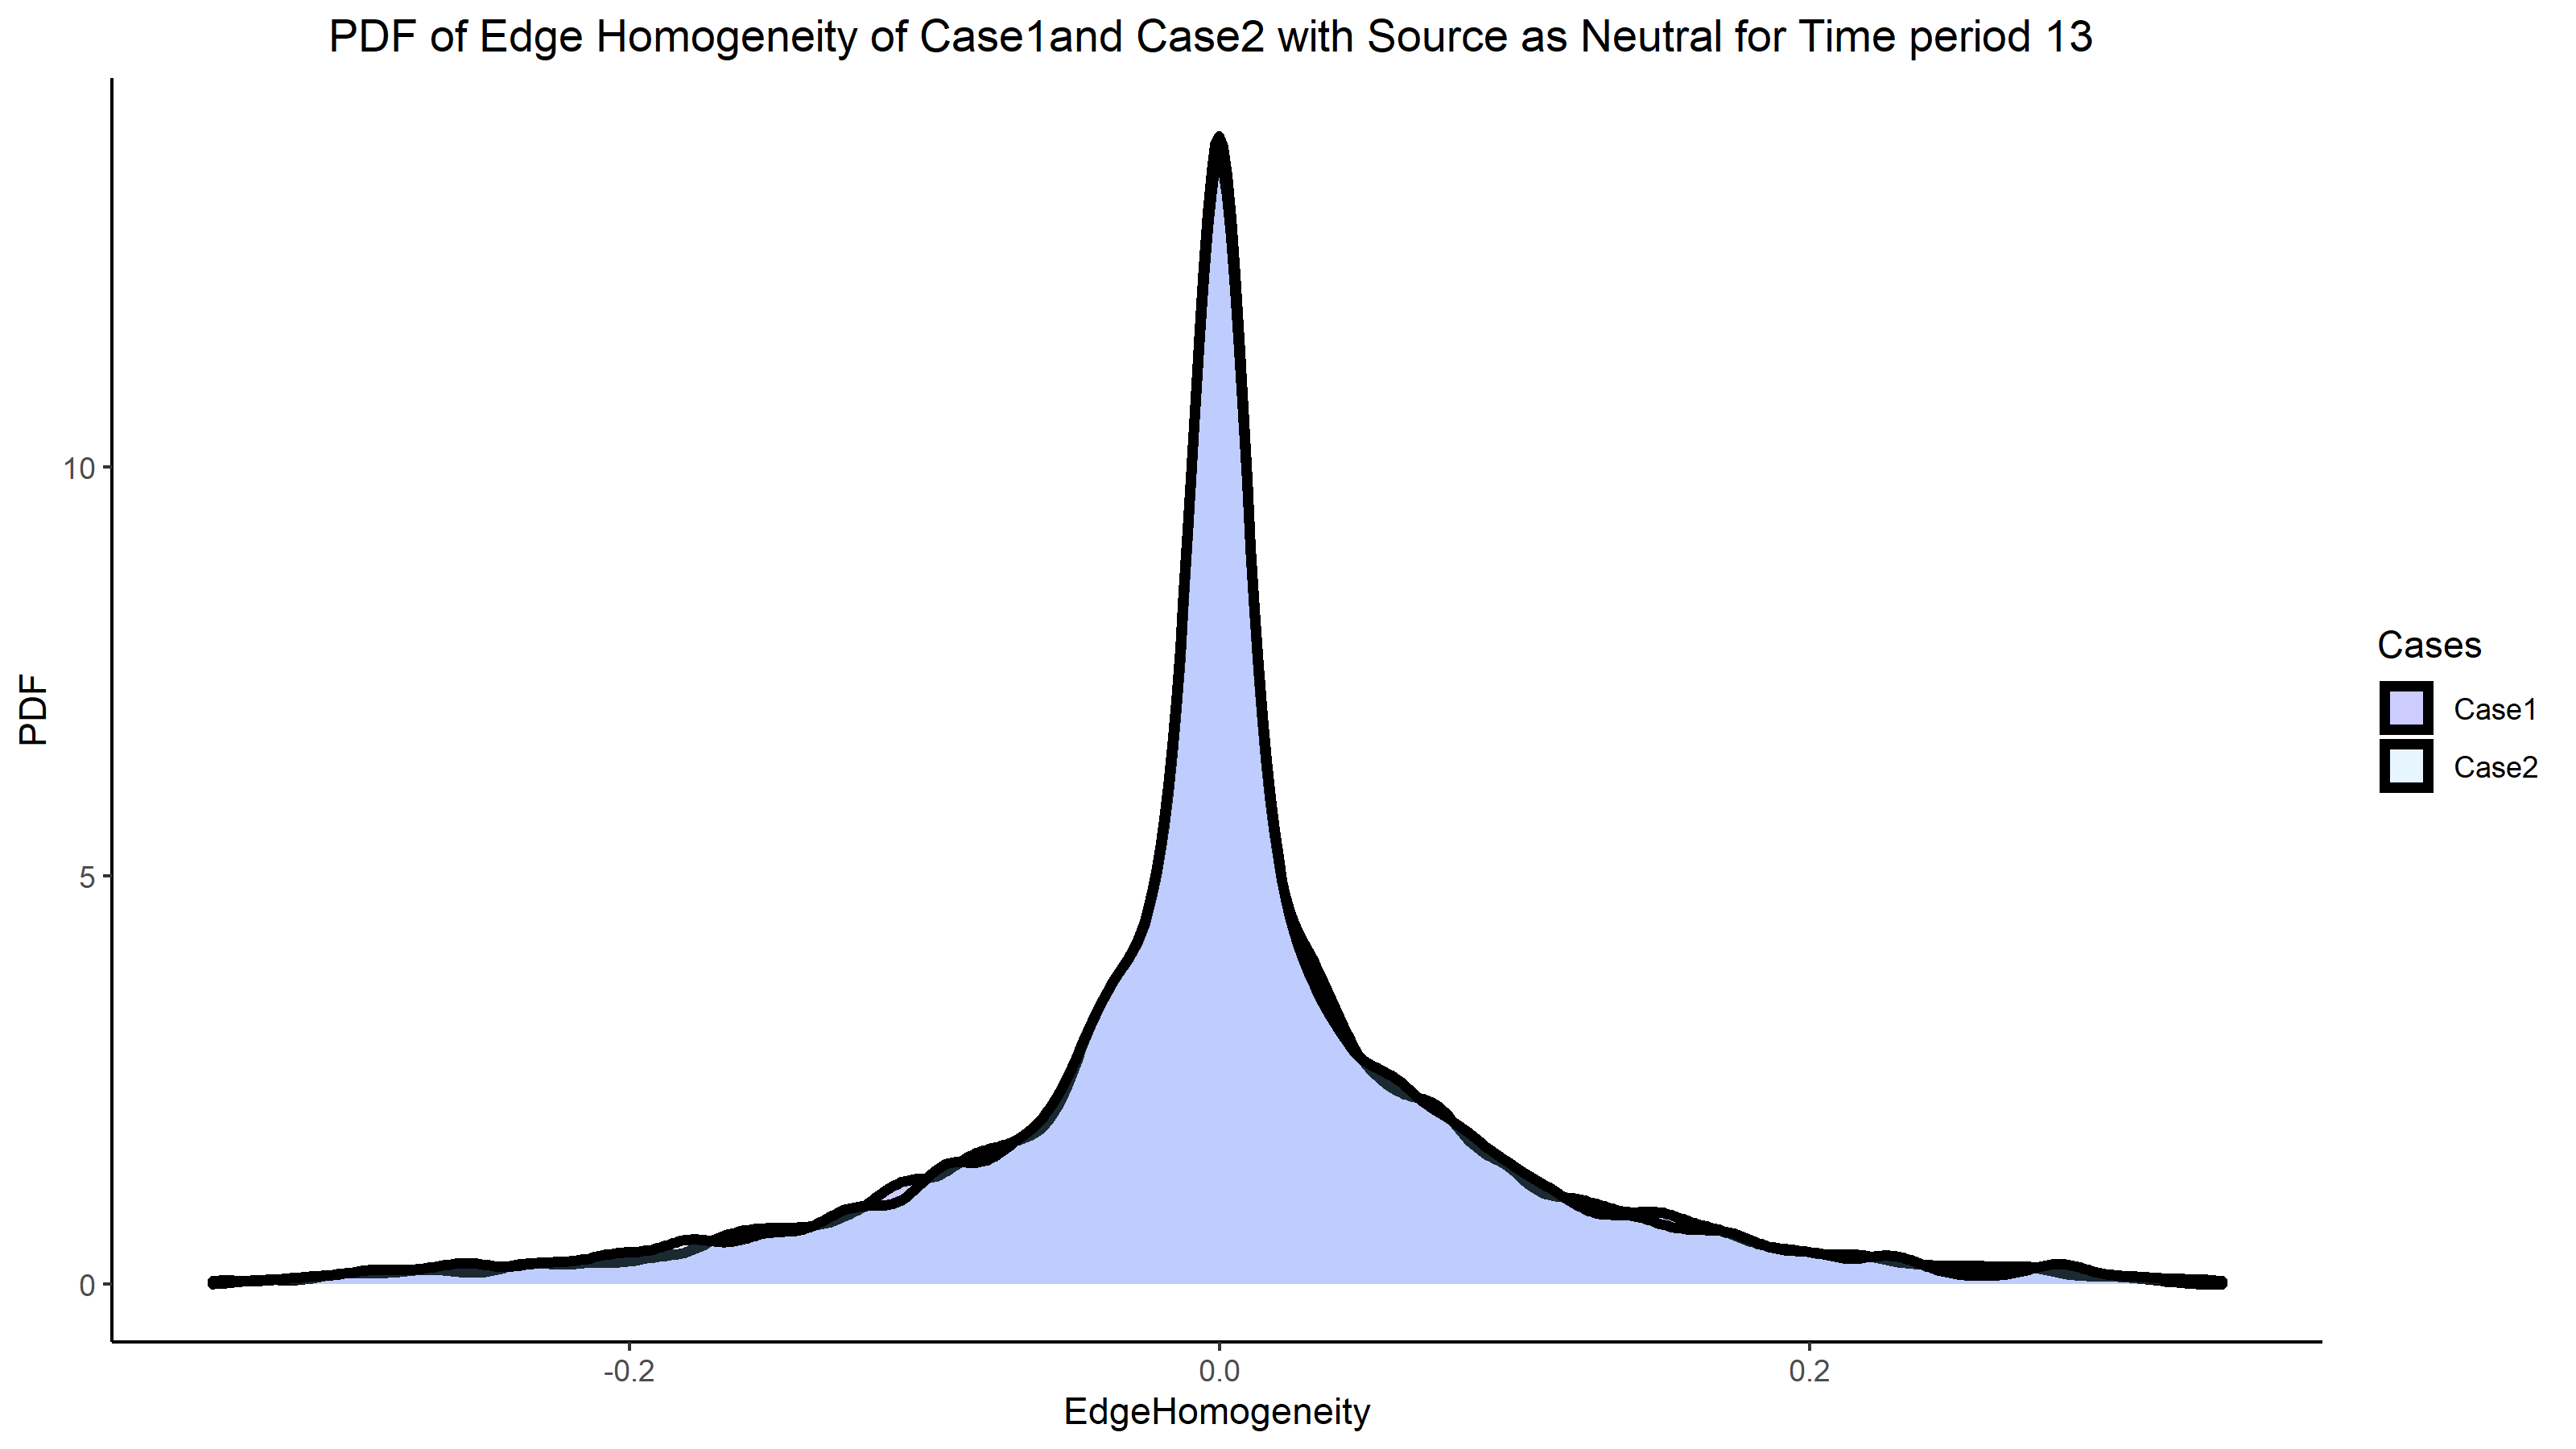 PDF of Edge Homogeneity of Case1and Case2 with Source as Neutral for Time period 13
PDF
10
5
0
-0.2
0.0
0.2
EdgeHomogeneity
Cases
Case1
Case2